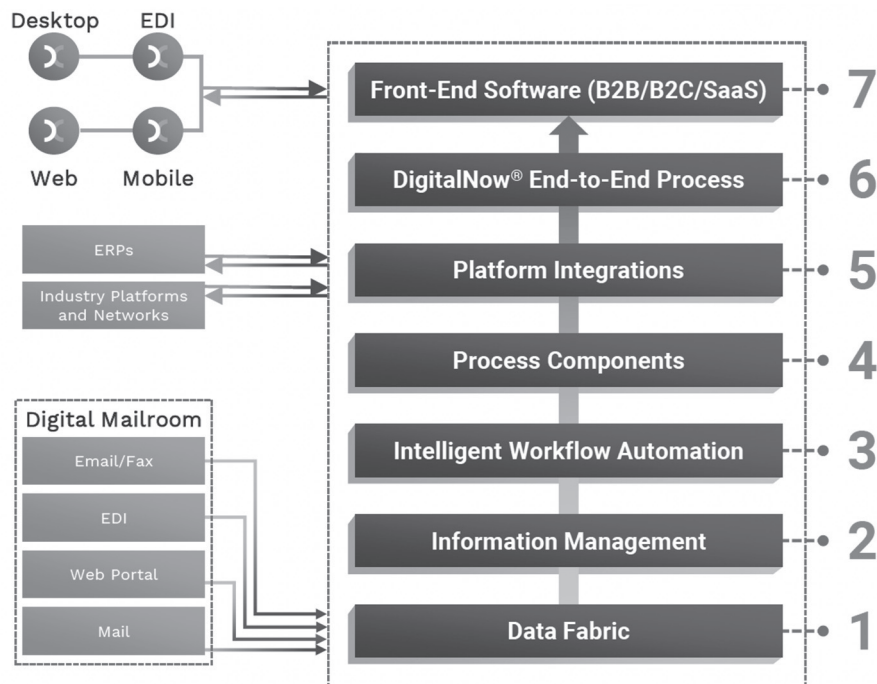 Desktop EDI
Web Mobile
ERPs
Industry Platforms
and Networks
Digital Mailroom
Email/Fax
EDI
Web Portal
Mail
Front-End Software (B2B/B2C/SaaS) 7
DigitalNow® End-to-End Process 6
Platform Integrations 5
Process Components 4
Intelligent Workflow Automation 3
Information Management 2
Data Fabric 1